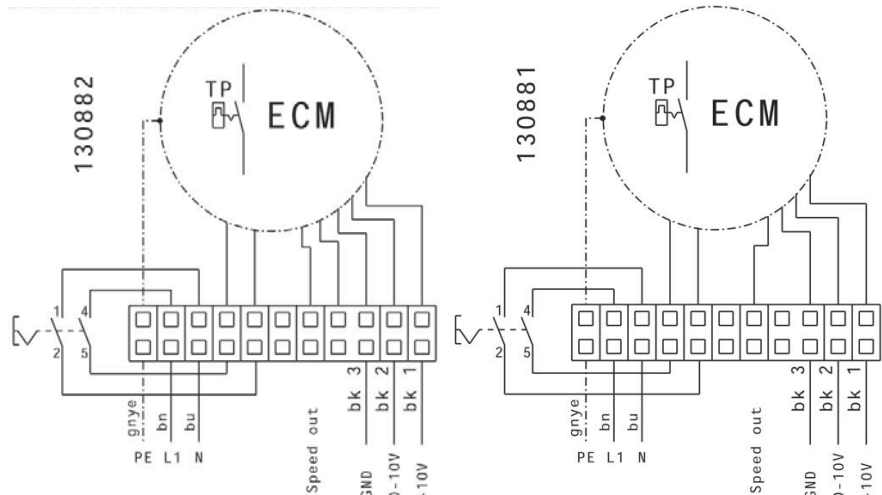 130882
TP
ECM
1
4
2
5
gnye
bn
bu
bk 3
bk 2
bk 1
PE L1 N
Speed out
GND
0-10V
+10V
130881
TP
ECM
1
4
2
5
gnye
bn
bu
bk 3
bk 2
bk 1
PE L1 N
Speed out
GND
0-10V
+10V